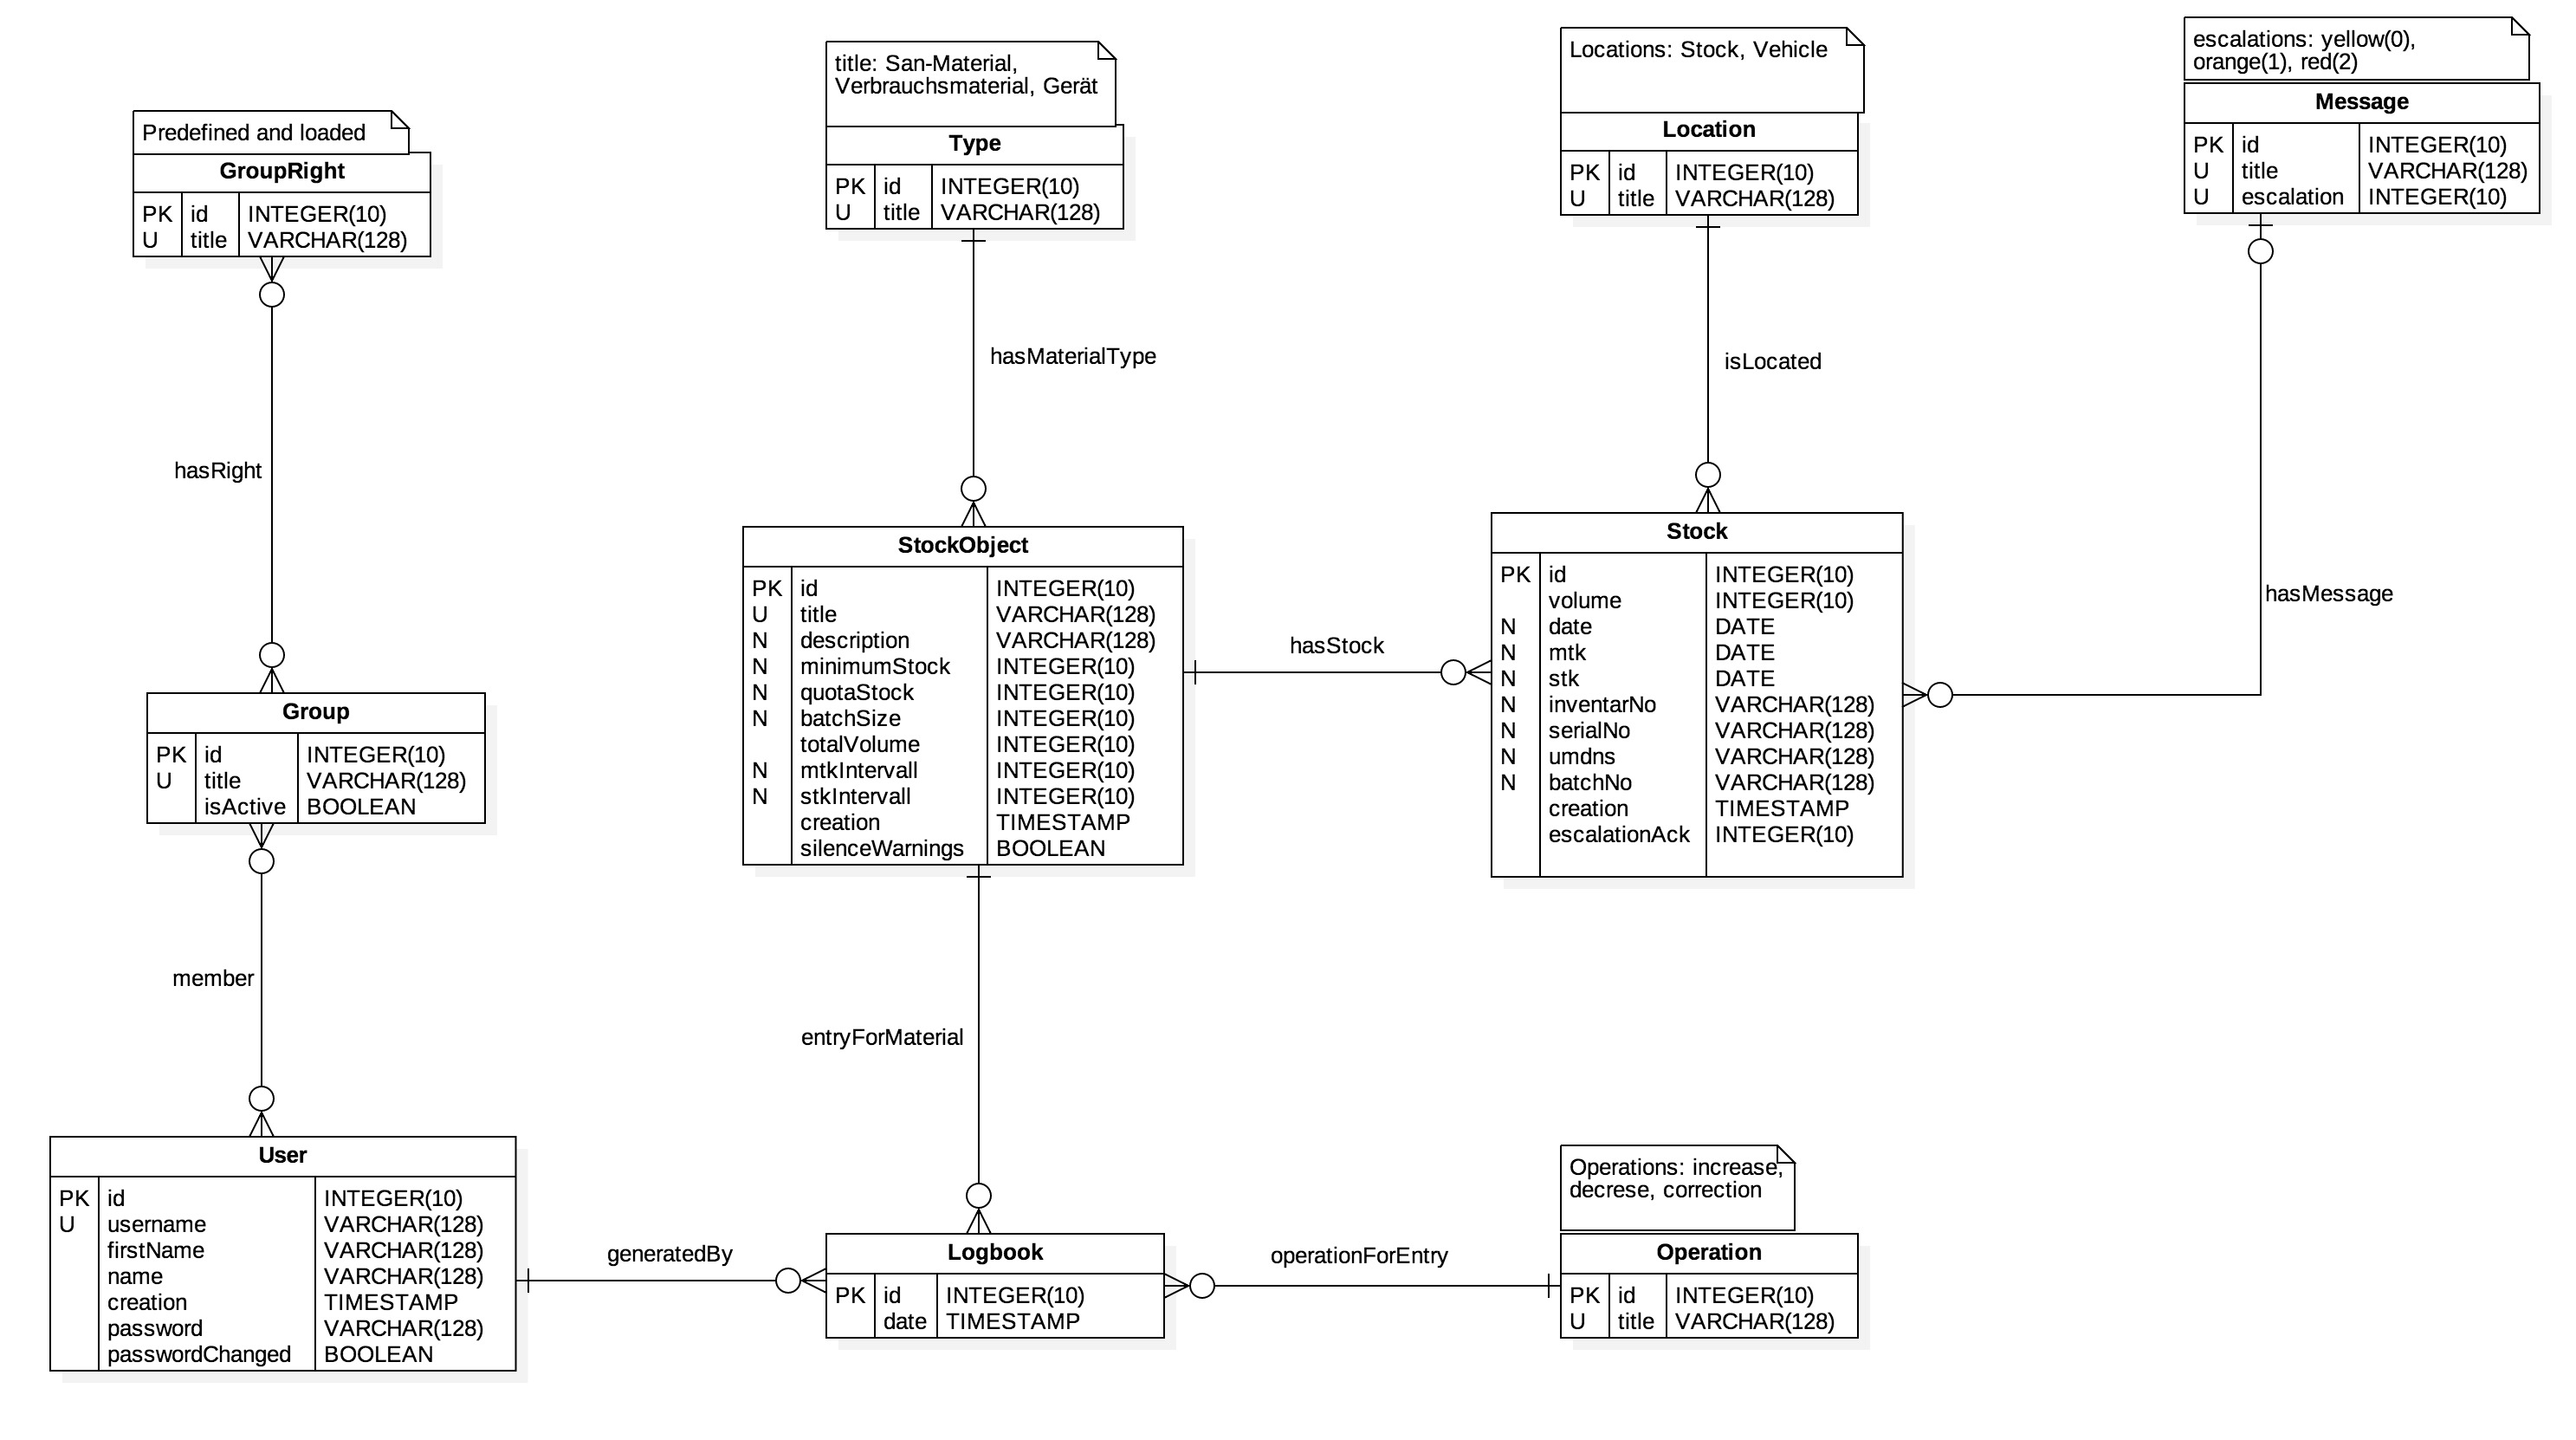 Predefined and loaded
GroupRight
PK id INTEGER(10)
U title VARCHAR(128)
hasRight
Group
PK id INTEGER(10)
U title VARCHAR(128)
isActive BOOLEAN
member
User
PK id INTEGER(10)
U username VARCHAR(128)
firstName VARCHAR(128)
name VARCHAR(128)
creation TIMESTAMP
password VARCHAR(128)
passwordChanged BOOLEAN
generatedBy
title: San-Material,
Verbrauchsmaterial, Gerät
Type
PK id INTEGER(10)
U title VARCHAR(128)
hasMaterialType
StockObject
PK id INTEGER(10)
U title VARCHAR(128)
N description VARCHAR(128)
N minimumStock INTEGER(10)
N quotaStock INTEGER(10)
N batchSize INTEGER(10)
totalVolume INTEGER(10)
N mtkIntervall INTEGER(10)
N stkIntervall INTEGER(10)
creation TIMESTAMP
silenceWarnings BOOLEAN
hasStock
entryForMaterial
Logbook
PK id INTEGER(10)
date TIMESTAMP
operationForEntry
Locations: Stock, Vehicle
Location
PK id INTEGER(10)
U title VARCHAR(128)
isLocated
Stock
PK id INTEGER(10)
volume INTEGER(10)
N date DATE
N mtk DATE
N stk DATE
N inventarNo VARCHAR(128)
N serialNo VARCHAR(128)
N umdns VARCHAR(128)
N batchNo VARCHAR(128)
creation TIMESTAMP
escalationAck INTEGER(10)
Operations: increase,
decrese, correction
Operation
PK id INTEGER(10)
U title VARCHAR(128)
escalations: yellow(0),
orange(1), red(2)
Message
PK id INTEGER(10)
U title VARCHAR(128)
U escalation INTEGER(10)
hasMessage